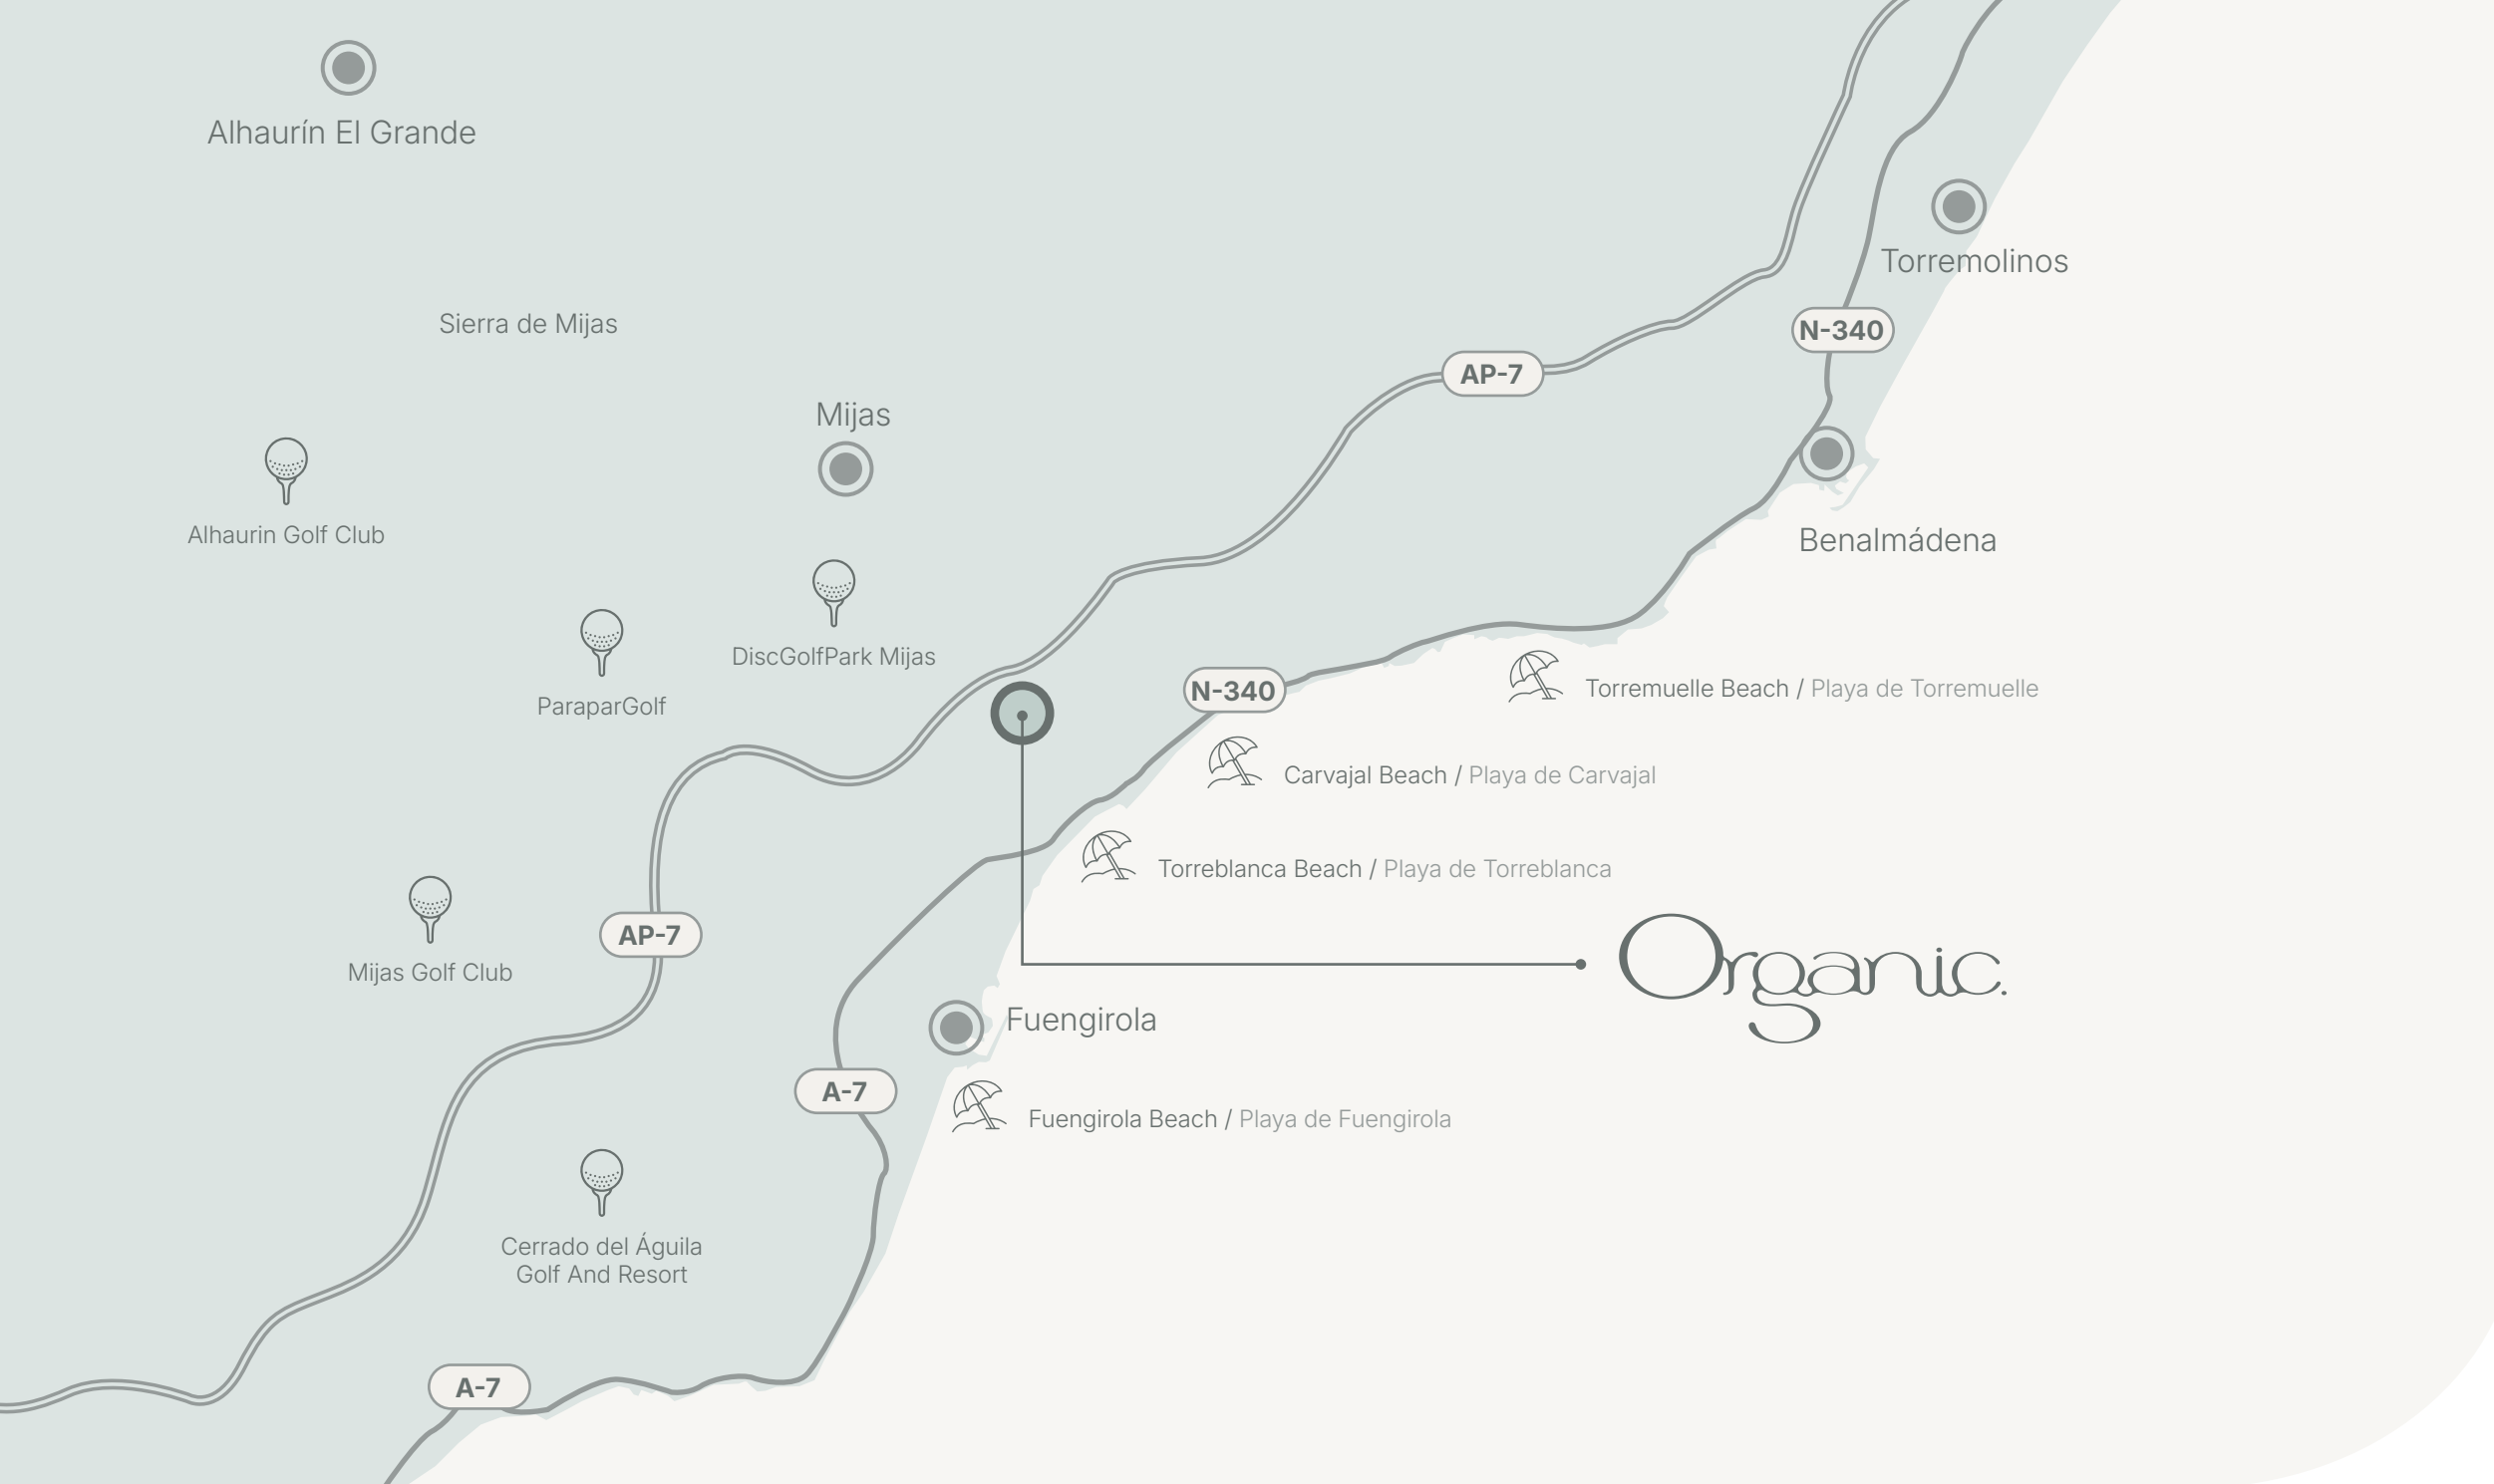 Alhaurín El Grande
Torremolinos
Sierra de Mijas
N-340
AP-7
Mijas
Alhaurin Golf Club
Benalmádena
DiscGolfPark Mijas
N-340
Torremuelle Beach / Playa de Torremuelle
ParaparGolf
Carvajal Beach / Playa de Carvajal
Torreblanca Beach / Playa de Torreblanca
AP-7
Organic.
Mijas Golf Club
Fuengirola
A-7
Fuengirola Beach / Playa de Fuengirola
Cerrado del Águila
Golf And Resort
A-7